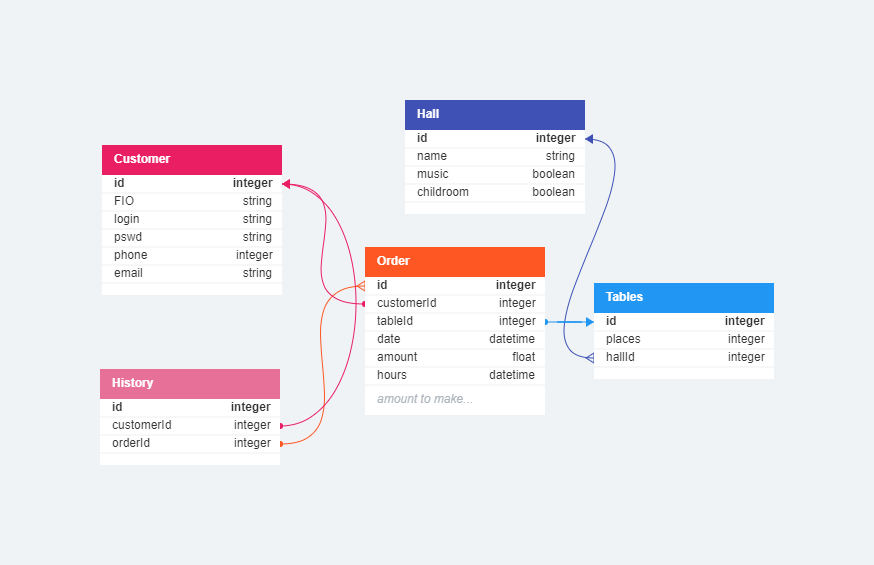 Hall
id integer
name string
music boolean
childroom boolean
Customer
id integer
FIO string
login string
pswd string
phone integer
email string
Order
id integer
customerId integer
tableId integer
date datetime
amount float
hours datetime
amount to make...
Tables
id integer
places integer
hallId integer
History
id integer
customerId integer
orderId integer